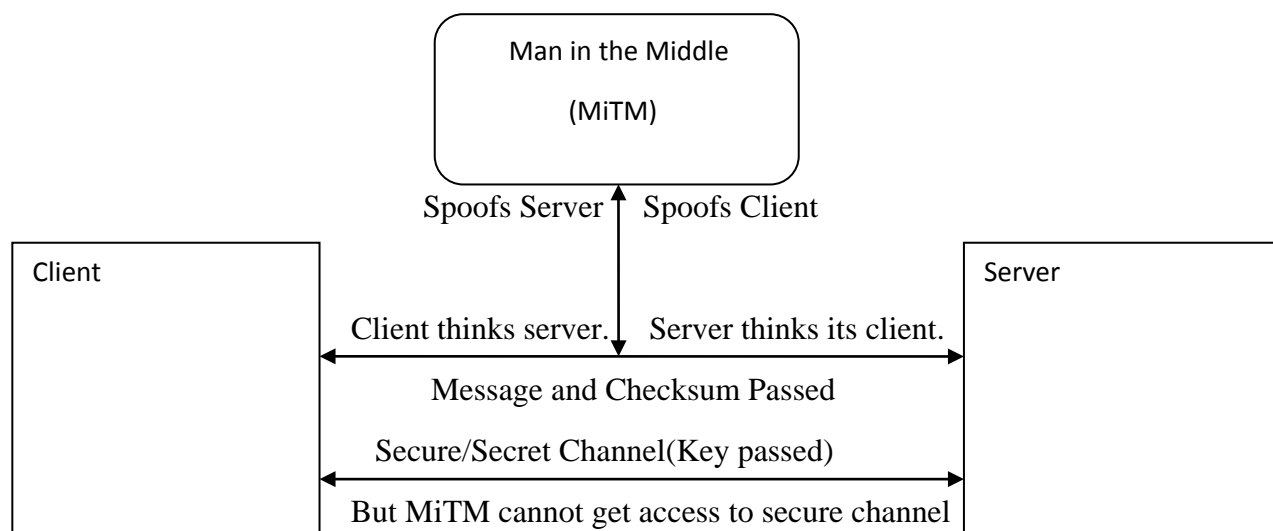 Man in the Middle
(MiTM)
Spoofs Server Spoofs Client
Client
Server
Client thinks server. Server thinks its client.
Message and Checksum Passed
Secure/Secret Channel(Key passed)
But MiTM cannot get access to secure channel